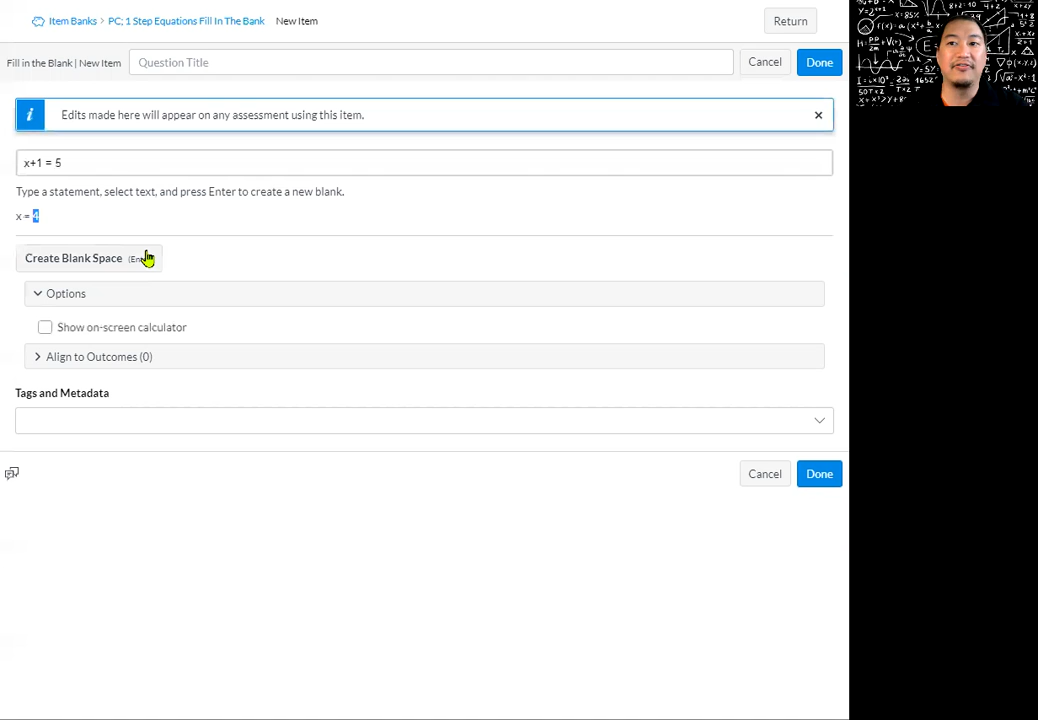 Item Banks > PC; 1 Step Equations Fill In The Bank New Item
Return
Fill in the Blank | New Item
Question Title
Cancel
Done
i
Edits made here will appear on any assessment using this item.
x+1 = 5
Type a statement, select text, and press Enter to create a new blank.
x = 4
Create Blank Space
Options
Show on-screen calculator
Align to Outcomes (0)
Tags and Metadata
Cancel
Done